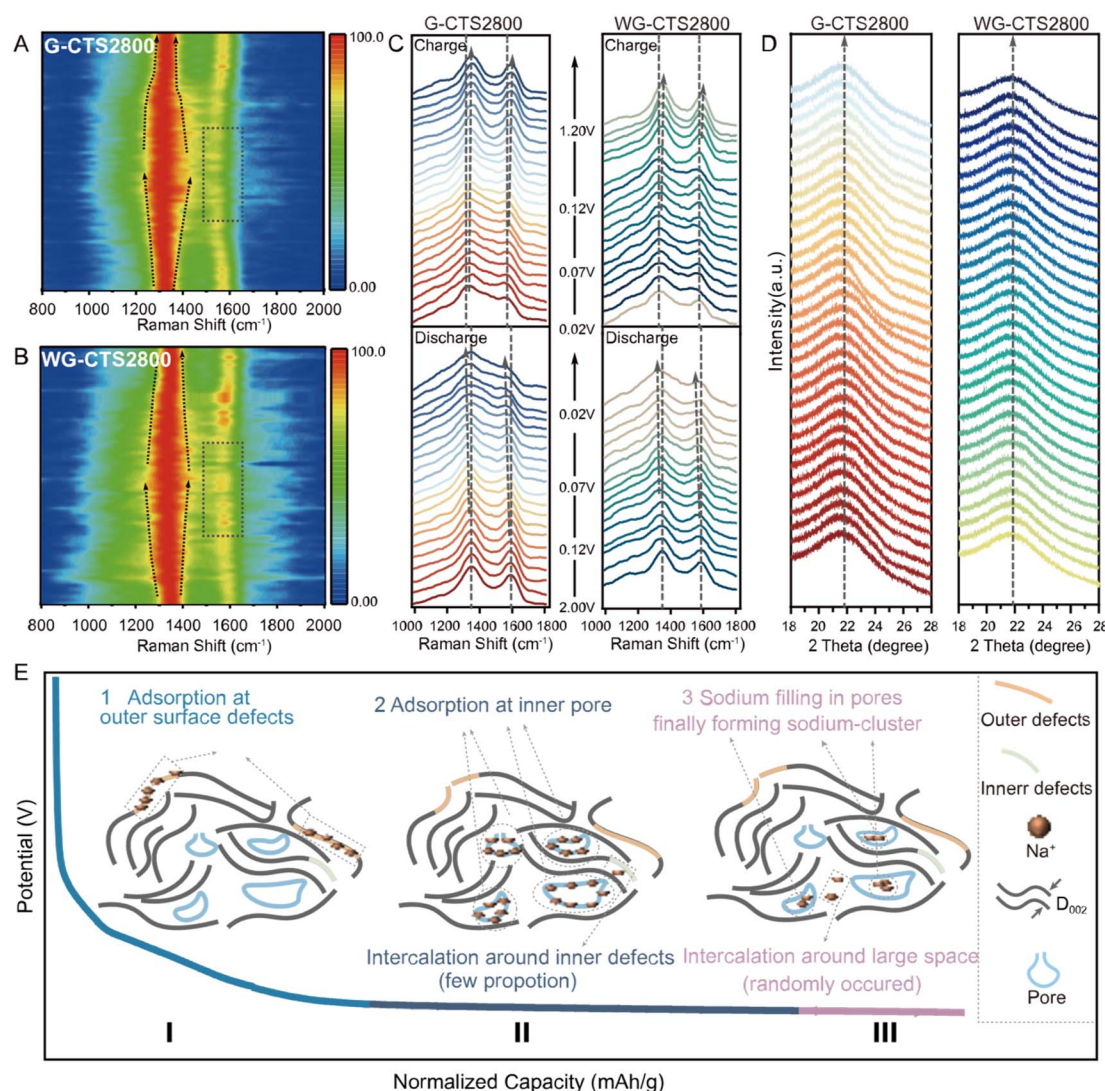 A
G-CTS2800
100.0
0.00
800 1000 1200 1400 1600 1800 2000
Raman Shift (cm⁻¹)
B
WG-CTS2800
100.0
0.00
800 1000 1200 1400 1600 1800 2000
Raman Shift (cm⁻¹)
C
G-CTS2800
WG-CTS2800
Charge
Charge
1.20V
0.12V
0.07V
0.02V
Discharge
Discharge
0.02V
0.07V
0.12V
2.00V
1000 1200 1400 1600 1800
Raman Shift (cm⁻¹)
1000 1200 1400 1600 1800
Raman Shift (cm⁻¹)
D
G-CTS2800
WG-CTS2800
Intensity(a.u.)
18 20 22 24 26 28
2 Theta (degree)
18 20 22 24 26 28
2 Theta (degree)
E
Potential (V)
1 Adsorption at
outer surface defects
2 Adsorption at inner pore
3 Sodium filling in pores
finally forming sodium-cluster
Intercalation around inner defects
(few propotion)
Intercalation around large space
(randomly occured)
Outer defects
Innerr defects
Na⁺
D₀₀₂
Pore
I
II
III
Normalized Capacity (mAh/g)